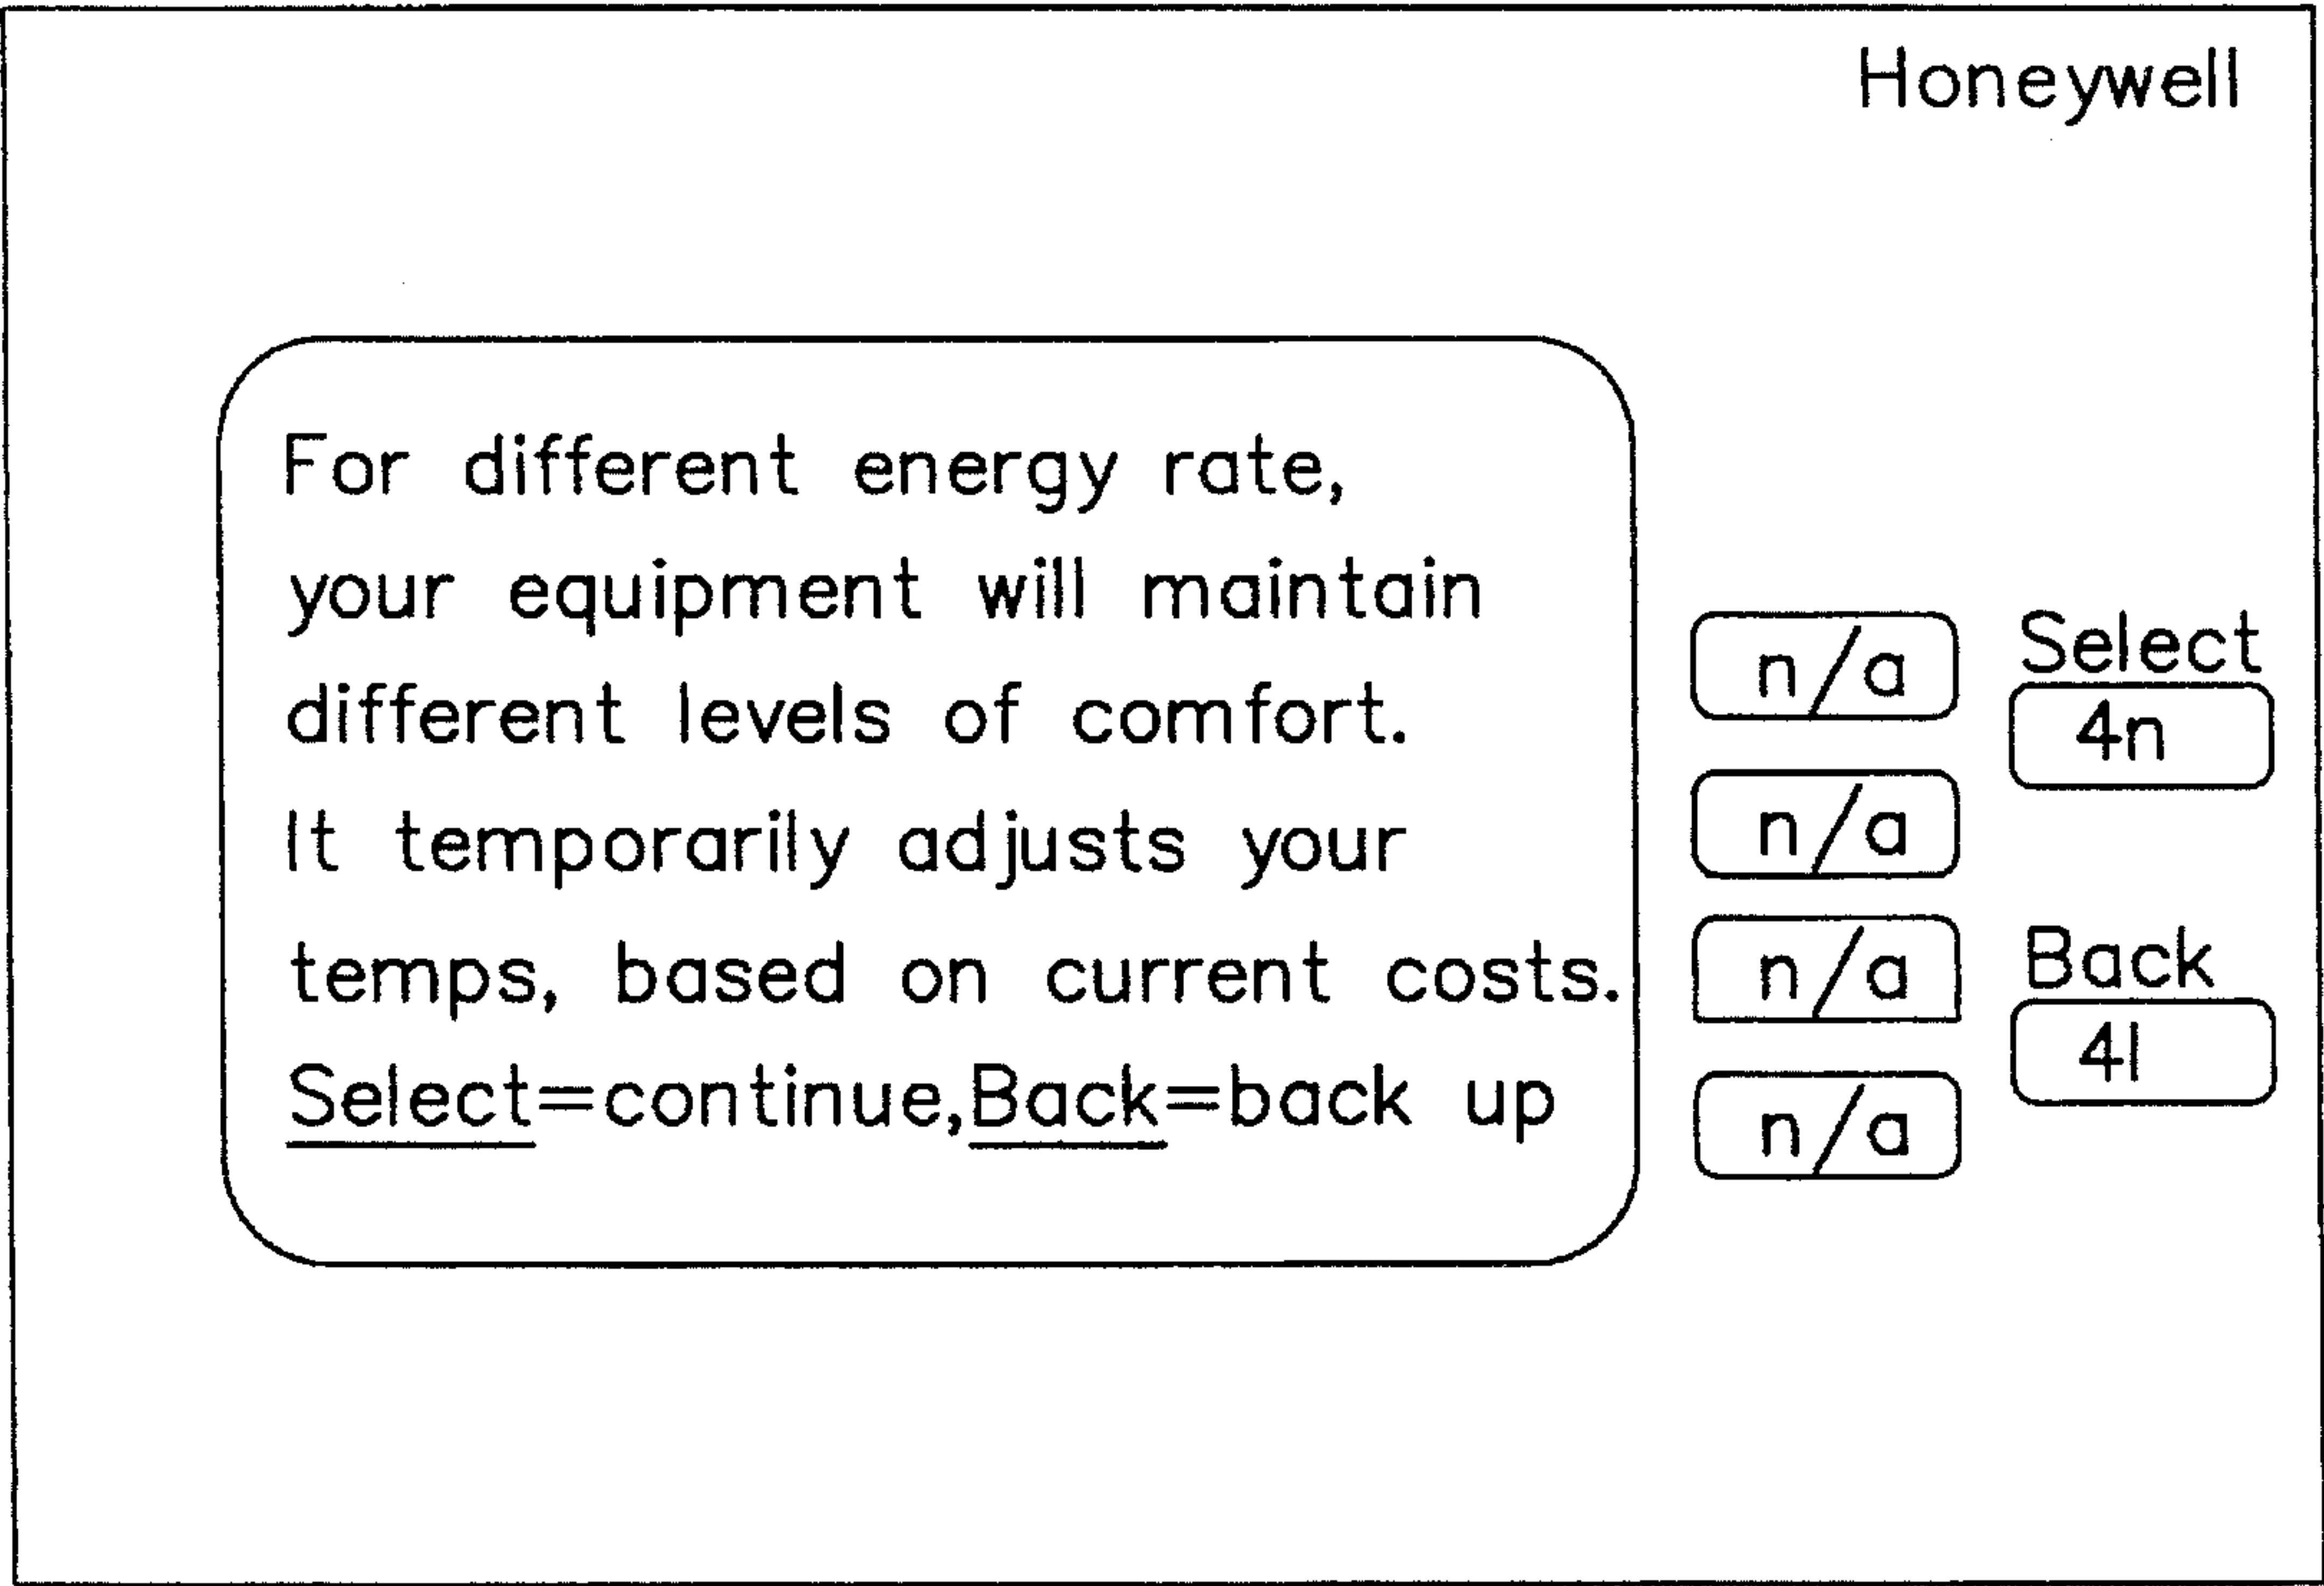 Honeywell
For different energy rate,
your equipment will maintain
different levels of comfort.
It temporarily adjusts your
temps, based on current costs.
Select=continue,Back=back up
n/a
n/a
n/a
n/a
Select
4n
Back
4l